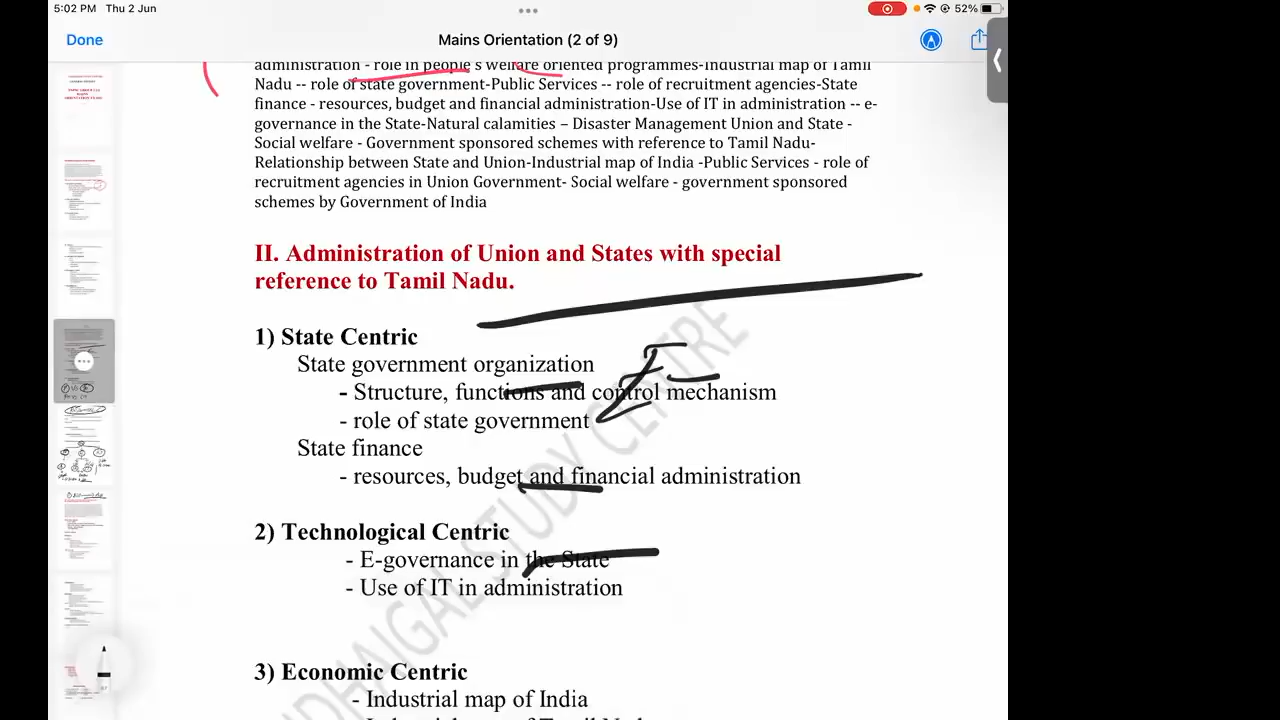 5:02 PM Thu 2 Jun
52%
Done
Mains Orientation (2 of 9)
administration - role in people s welfare oriented programmes-Industrial map of Tamil
Nadu -- role state government-Public Services -- role of recruitment agencies-State
finance - resources, budget and financial administration-Use of IT in administration -- e-
governance in the State-Natural calamities – Disaster Management Union and State -
Social welfare - Government sponsored schemes with reference to Tamil Nadu-
Relationship between State and Union-Industrial map of India-Public Services - role of
recruitment agencies in Union Government- Social welfare - government sponsored
schemes by Government of India
II. Administration of Union and States with special
reference to Tamil Nadu.
1) State Centric
State government organization
- Structure, functions and control mechanism
- role of state government
State finance
- resources, budget and financial administration
2) Technological Centric
- E-governance in the State
- Use of IT in administration
3) Economic Centric
- Industrial map of India
STUDY CENTRE